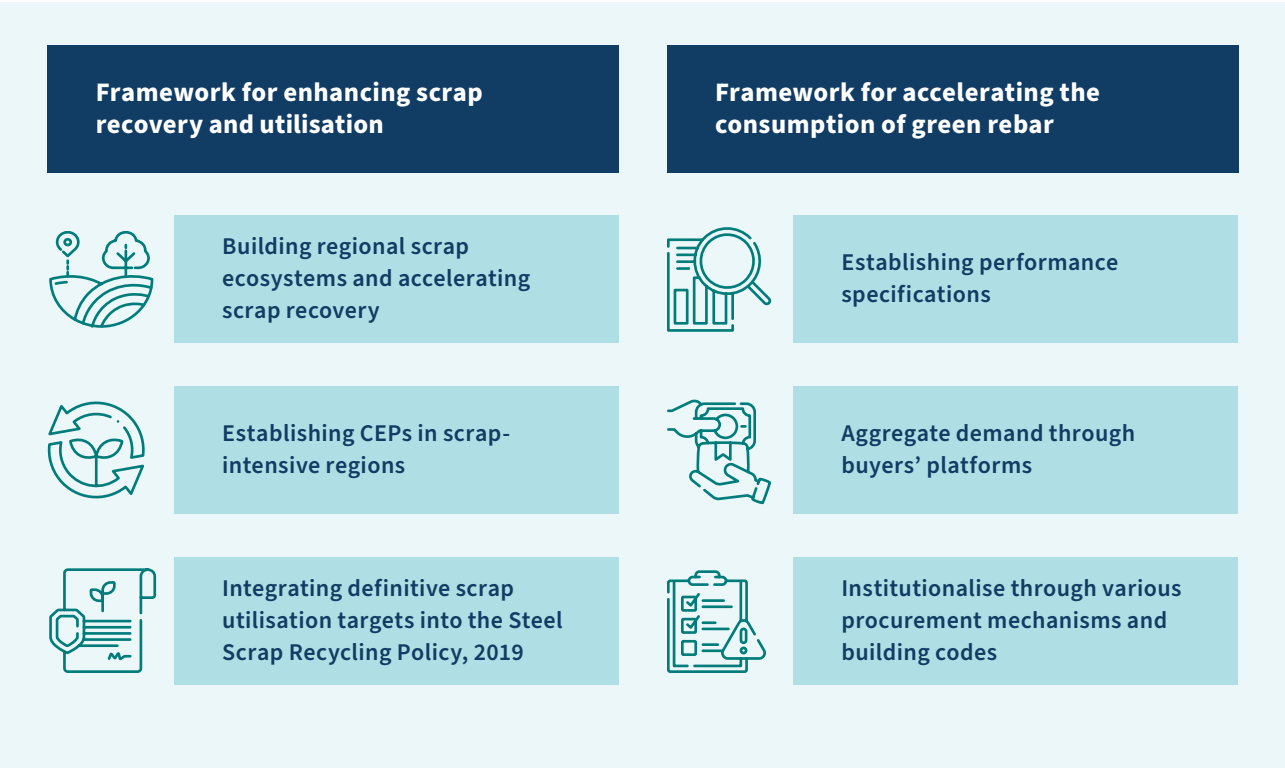 Framework for enhancing scrap
recovery and utilisation
Building regional scrap
ecosystems and accelerating
scrap recovery
Establishing CEPs in scrap-
intensive regions
Integrating definitive scrap
utilisation targets into the Steel
Scrap Recycling Policy, 2019
Framework for accelerating the
consumption of green rebar
Establishing performance
specifications
Aggregate demand through
buyers’ platforms
Institutionalise through various
procurement mechanisms and
building codes